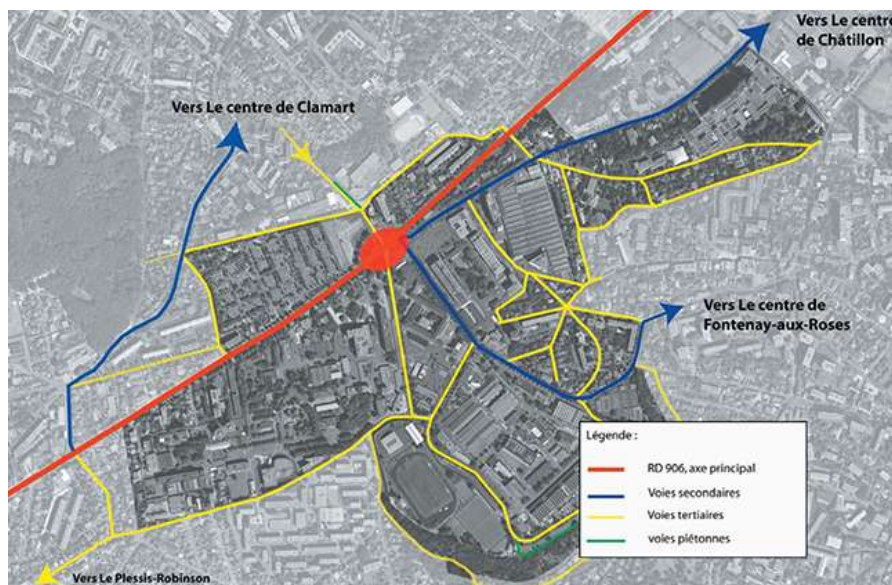 Vers Le centre
de Châtillon
Vers Le centre de Clamart
Vers Le centre de
Fontenay-aux-Roses
Légende :
RD 906, axe principal
Voies secondaires
Voies tertiaires
voies piétonnes
Vers Le Plessis-Robinson